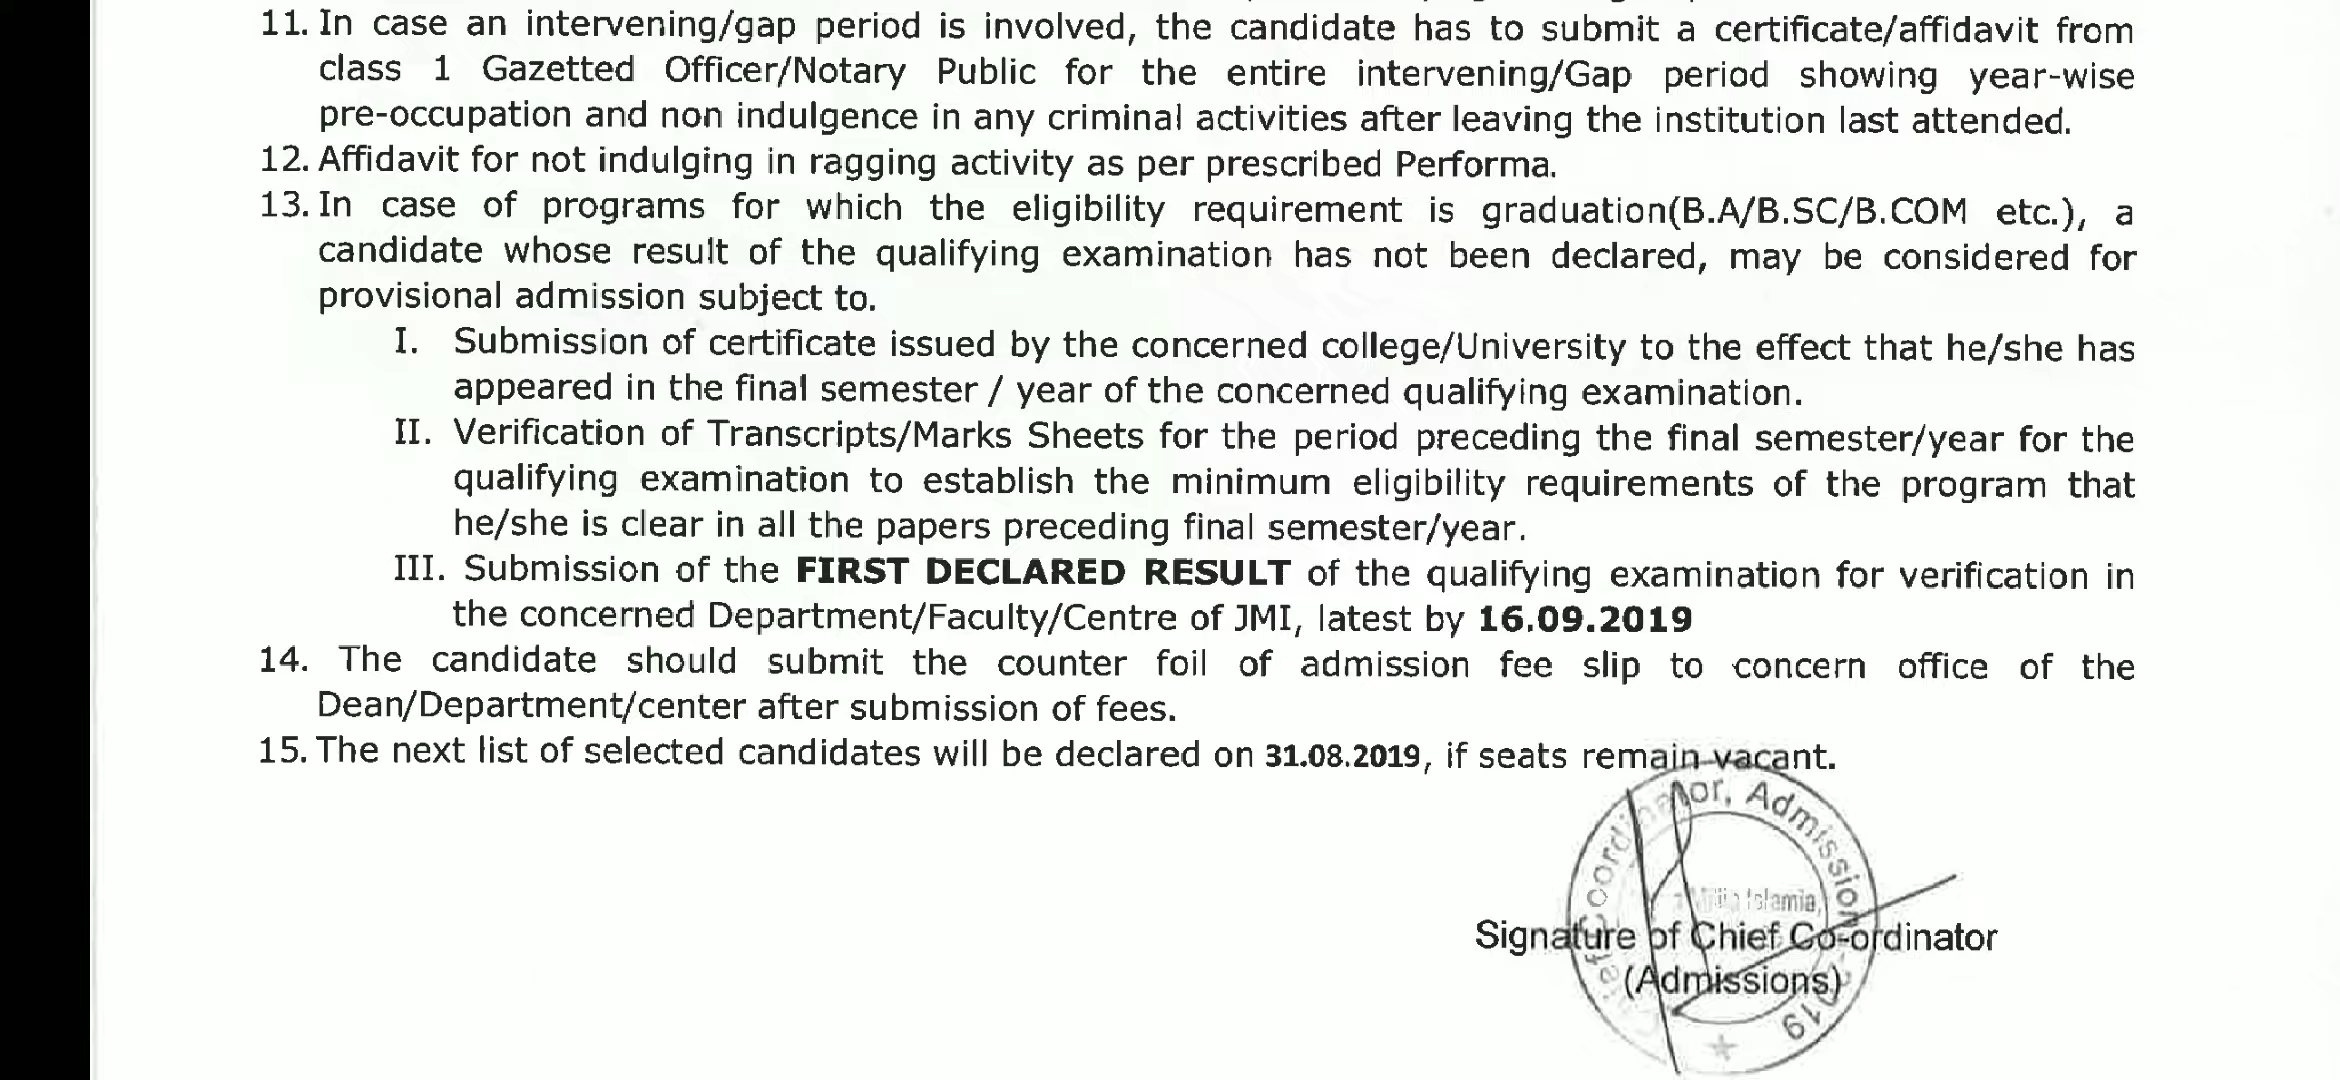 11. In case an intervening/gap period is involved, the candidate has to submit a certificate/affidavit from
class 1 Gazetted Officer/Notary Public for the entire intervening/Gap period showing year-wise
pre-occupation and non indulgence in any criminal activities after leaving the institution last attended.
12. Affidavit for not indulging in ragging activity as per prescribed Performa.
13. In case of programs for which the eligibility requirement is graduation(B.A/B.SC/B.COM etc.), a
candidate whose result of the qualifying examination has not been declared, may be considered for
provisional admission subject to.
I. Submission of certificate issued by the concerned college/University to the effect that he/she has
appeared in the final semester / year of the concerned qualifying examination.
II. Verification of Transcripts/Marks Sheets for the period preceding the final semester/year for the
qualifying examination to establish the minimum eligibility requirements of the program that
he/she is clear in all the papers preceding final semester/year.
III. Submission of the FIRST DECLARED RESULT of the qualifying examination for verification in
the concerned Department/Faculty/Centre of JMI, latest by 16.09.2019
14. The candidate should submit the counter foil of admission fee slip to concern office of the
Dean/Department/center after submission of fees.
15. The next list of selected candidates will be declared on 31.08.2019, if seats remain vacant.
Admission
Islamia,
Signature of Chief Co-ordinator
(Admissions)